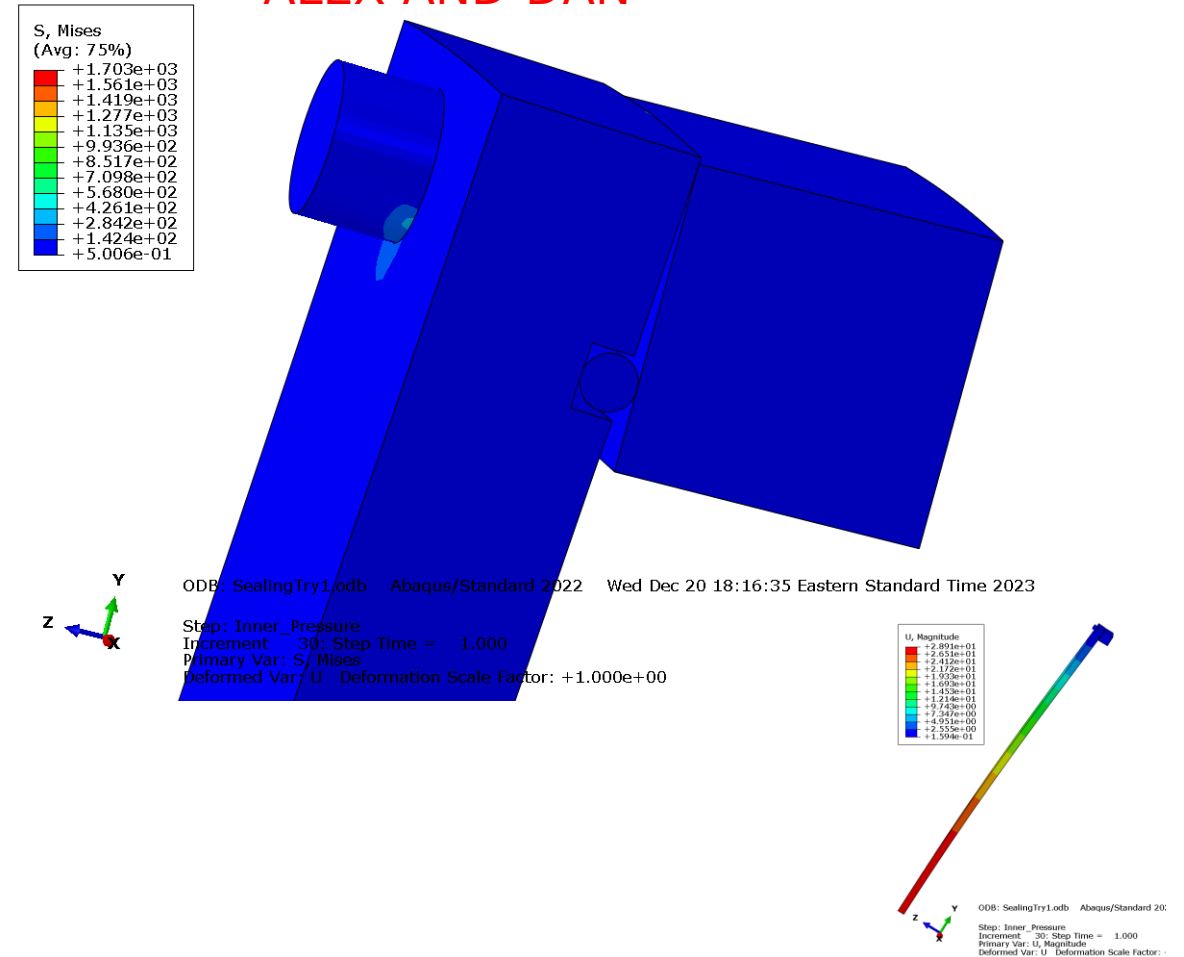 ALEX AND DAN
S, Mises
(Avg: 75%)
+1.703e+03
+1.561e+03
+1.419e+03
+1.277e+03
+1.135e+03
+9.936e+02
+8.517e+02
+7.098e+02
+5.680e+02
+4.261e+02
+2.842e+02
+1.424e+02
+5.006e-01
Y
Z
X
ODB: SealingTry1.odb Abaqus/Standard 2022 Wed Dec 20 18:16:35 Eastern Standard Time 2023
Step: Inner_Pressure
Increment 30: Step Time = 1.000
Primary Var: S, Mises
Deformed Var: U Deformation Scale Factor: +1.000e+00
U, Magnitude
+2.891e+01
+2.651e+01
+2.412e+01
+2.172e+01
+1.933e+01
+1.693e+01
+1.453e+01
+1.214e+01
+9.743e+00
+7.347e+00
+4.951e+00
+2.555e+00
+1.594e-01
Y
Z
X
ODB: SealingTry1.odb Abaqus/Standard 20
Step: Inner_Pressure
Increment 30: Step Time = 1.000
Primary Var: U, Magnitude
Deformed Var: U Deformation Scale Factor: